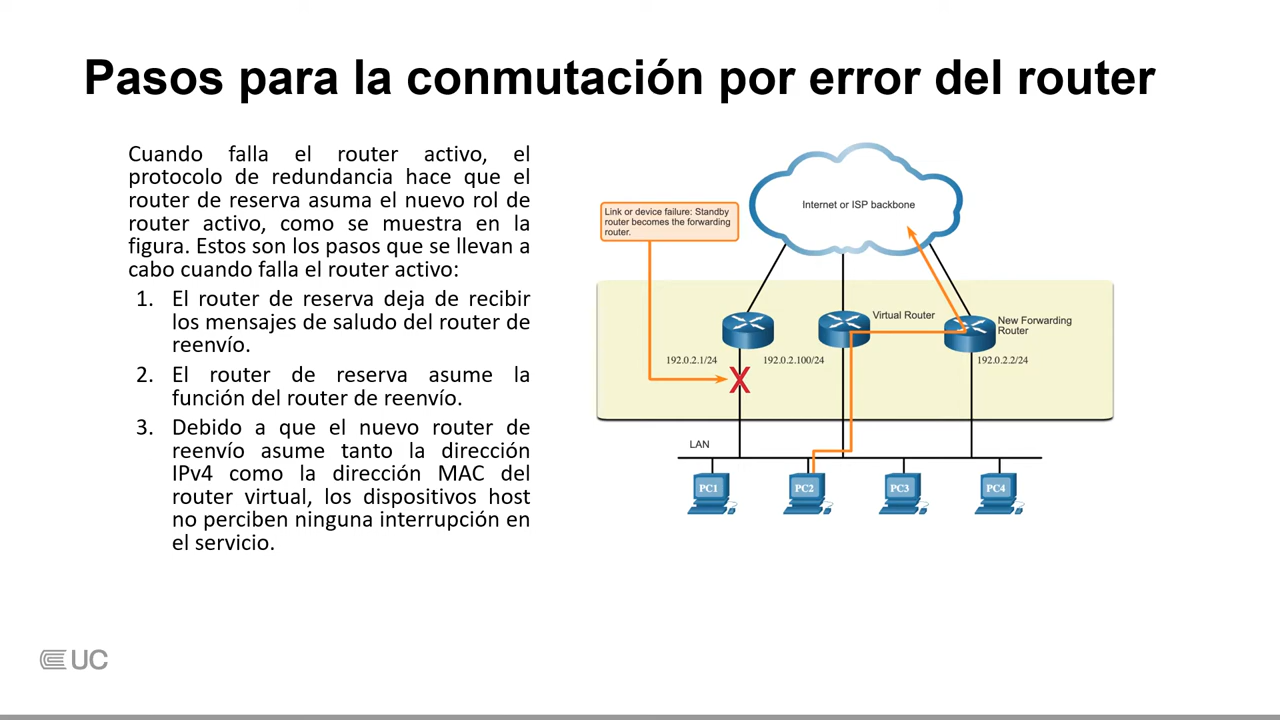 Pasos para la conmutación por error del router
Cuando falla el router activo, el
protocolo de redundancia hace que el
router de reserva asuma el nuevo rol de
router activo, como se muestra en la
figura. Estos son los pasos que se llevan a
cabo cuando falla el router activo:
1. El router de reserva deja de recibir
los mensajes de saludo del router de
reenvío.
2. El router de reserva asume la
función del router de reenvío.
3. Debido a que el nuevo router de
reenvío asume tanto la dirección
IPv4 como la dirección MAC del
router virtual, los dispositivos host
no perciben ninguna interrupción en
el servicio.
Internet or ISP backbone
Link or device failure: Standby
router becomes the forwarding
router.
Virtual Router
New Forwarding
Router
192.0.2.1/24
192.0.2.100/24
192.0.2.2/24
LAN
PC1
PC2
PC3
PC4
UC